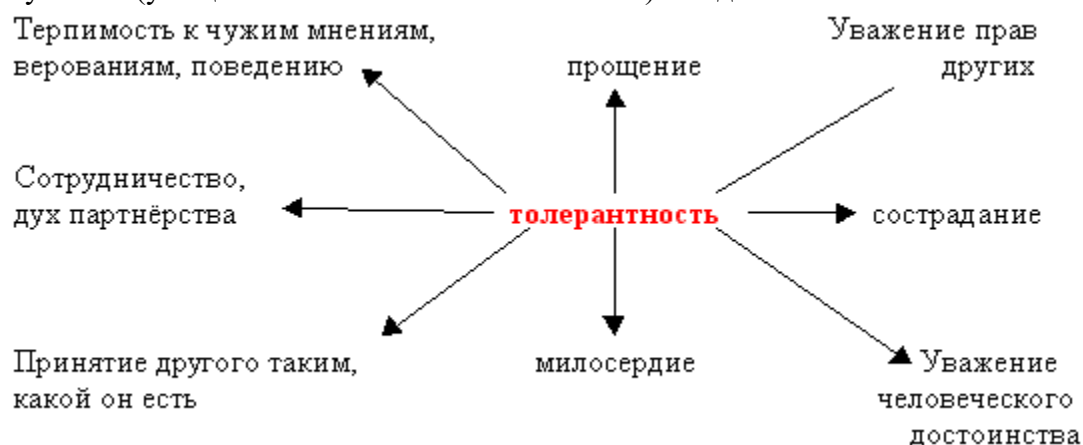 Терпимость к чужим мнениям,
верованиям, поведению
прощение
Уважение прав
других
Сотрудничество,
дух партнёрства
толерантность
сострадание
Принятие другого таким,
какой он есть
милосердие
Уважение
человеческого
достоинства